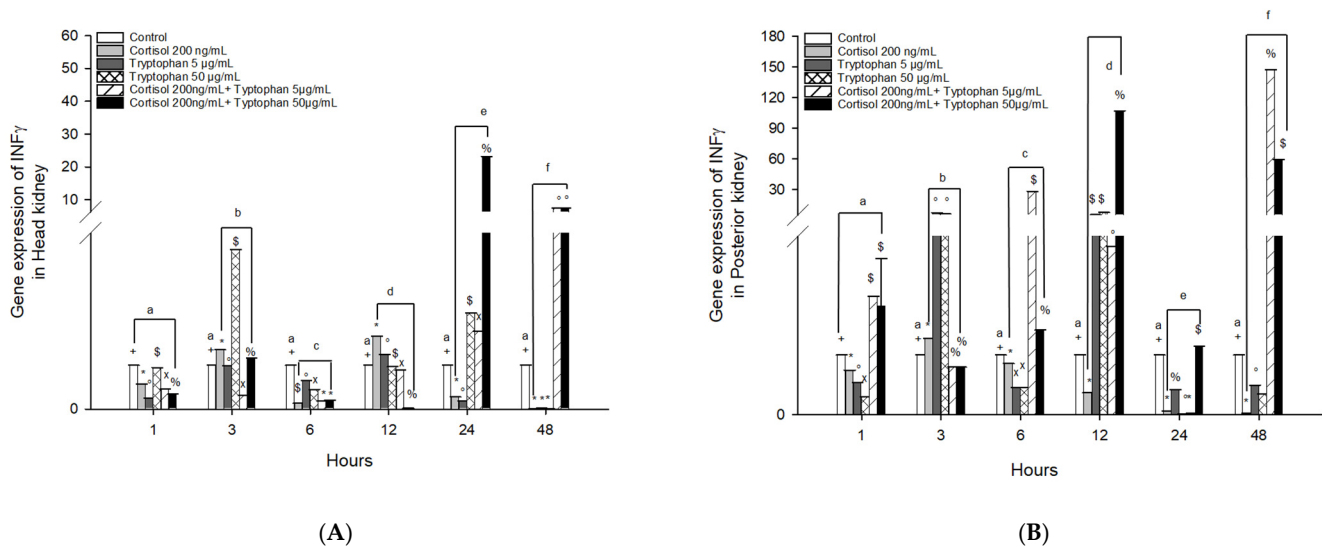 Gene expression of INFγ
in Head kidney
60
50
40
30
20
10
0
Control
Cortisol 200 ng/mL
Tryptophan 5 µg/mL
Tryptophan 50 µg/mL
Cortisol 200ng/mL+ Typtophan 5µg/mL
Cortisol 200ng/mL+ Typtophan 50µg/mL
a
+ * ° $ x %
b
a
+ * ° $ x %
c
a
+ $ ° x * *
d
a
+ * ° $ x %
e
a
+ * ° $ x %
f
a
+ * * * ° °
1 3 6 12 24 48
Hours
(A)
Gene expression of INFγ
in Posterior kidney
180
150
120
90
60
30
0
Control
Cortisol 200 ng/mL
Tryptophan 5 µg/mL
Tryptophan 50 µg/mL
Cortisol 200ng/mL+ Typtophan 5µg/mL
Cortisol 200ng/mL+ Typtophan 50µg/mL
a
+ * ° x $ $
b
a
+ * ° ° % %
c
a
+ * x x $ %
d
a
+ * $ $ ° %
e
a
+ * % °* $
f
a
+ * ° % $
1 3 6 12 24 48
Hours
(B)